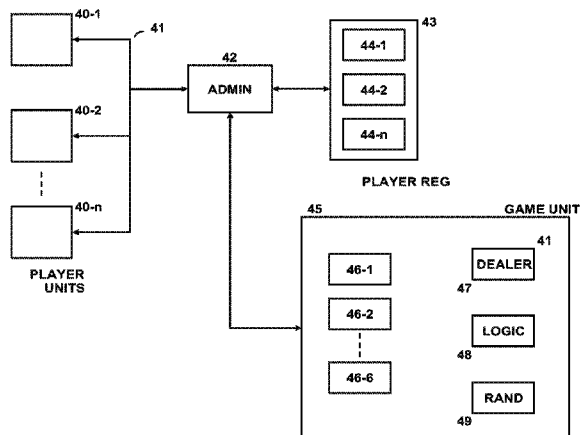 40-1
41
42
43
ADMIN
44-1
44-2
44-n
PLAYER REG
40-2
40-n
PLAYER
UNITS
45
GAME UNIT
41
46-1
DEALER
47
46-2
LOGIC
48
46-6
RAND
49